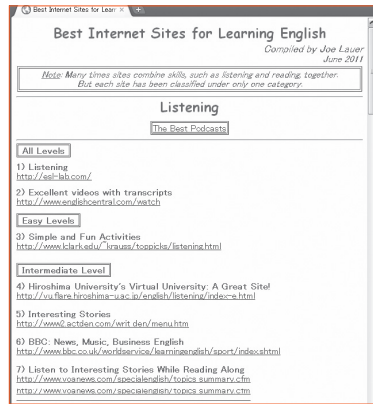 Best Internet Sites for Lear
Best Internet Sites for Learning English
Compiled by Joe Lauer
June 2011
Note: Many times sites combine skills, such as listening and reading, together.
But each site has been classified under only one category.
Listening
The Best Podcasts
All Levels
1) Listening
http://esl-lab.com/
2) Excellent videos with transcripts
http://www.englishcentral.com/watch
Easy Levels
3) Simple and Fun Activities
http://www.lclark.edu/~krauss/toppicks/listening.html
Intermediate Level
4) Hiroshima University's Virtual University: A Great Site!
http://vu.flare.hiroshima-u.ac.jp/english/listening/index-e.html
5) Interesting Stories
http://www2.actden.com/writ_den/menu.htm
6) BBC: News, Music, Business English
http://www.bbc.co.uk/worldservice/learningenglish/sport/index.shtml
7) Listen to Interesting Stories While Reading Along
http://www.voanews.com/specialenglish/topics_summary.cfm
http://www.voanews.com/specialenglish/topics_summary.cfm